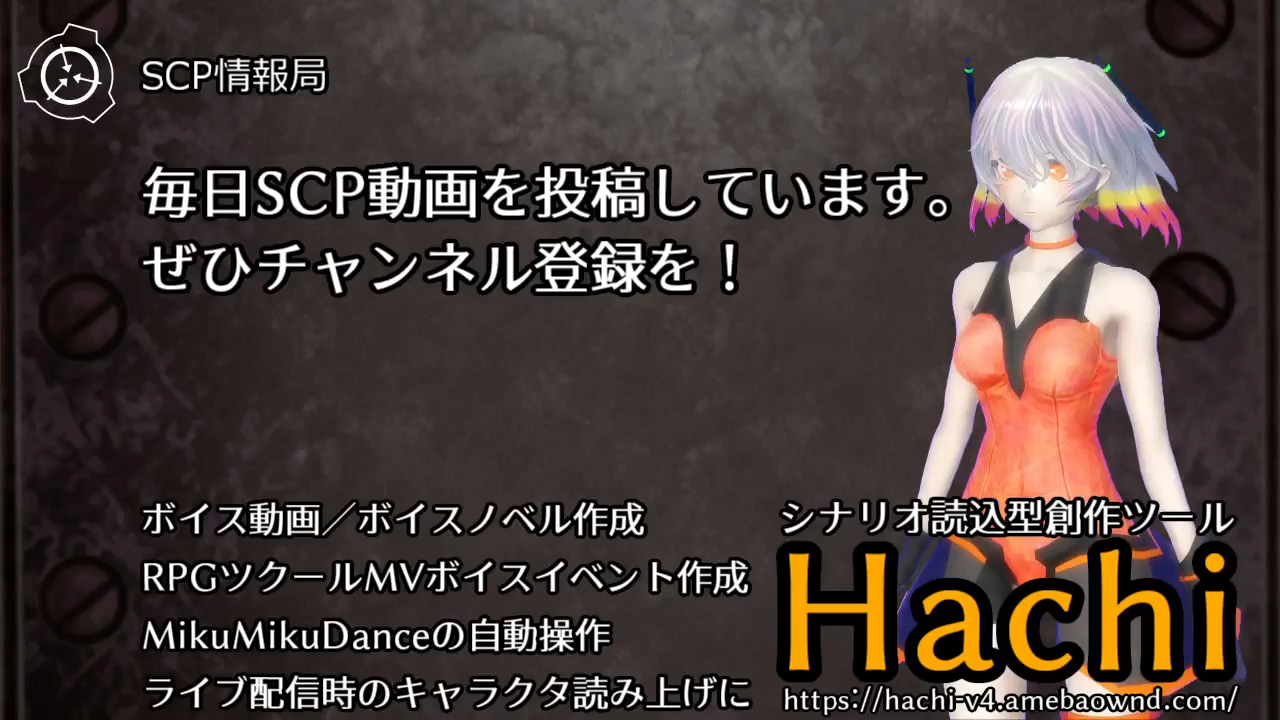 SCP情報局
毎日SCP動画を投稿しています。
ぜひチャンネル登録を！
ボイス動画／ボイスノベル作成
RPGツクールMVボイスイベント作成
MikuMikuDanceの自動操作
ライブ配信時のキャラクタ読み上げに
シナリオ読込型創作ツール
Hachi
https://hachi-v4.amebaownd.com/